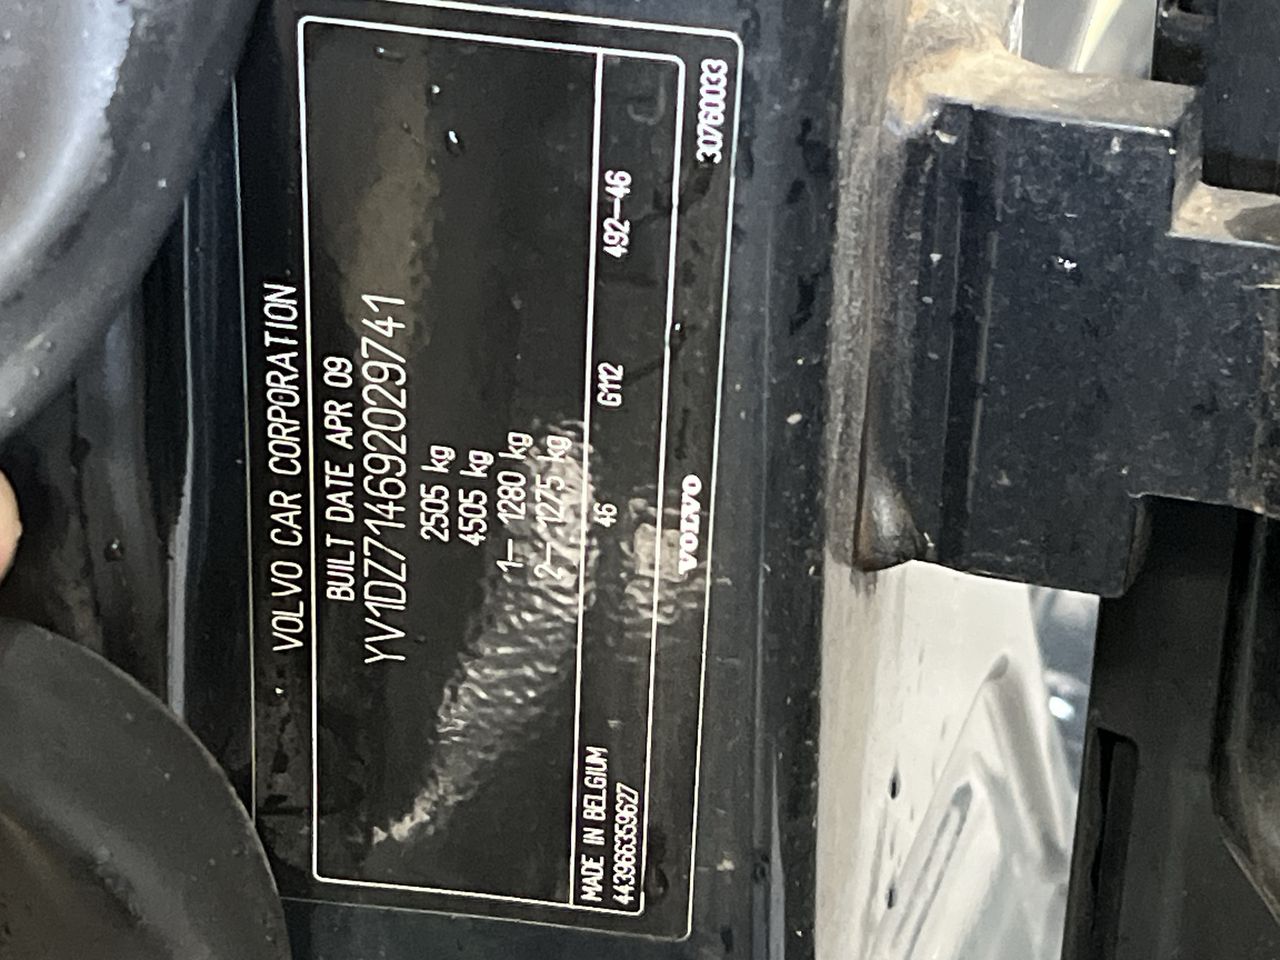 VOLVO CAR CORPORATION
BUILT DATE APR 09
YV1DZ714692029741
2505 kg
4505 kg
1– 1280 kg
2– 1275 kg
MADE IN BELGIUM 46 G112 492–46
443966359627
VOLVO 30760033